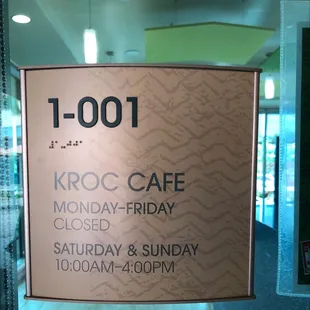 1-001
⠼⠁⠤⠚⠚⠁
KROC CAFE
MONDAY-FRIDAY
CLOSED
SATURDAY & SUNDAY
10:00AM-4:00PM